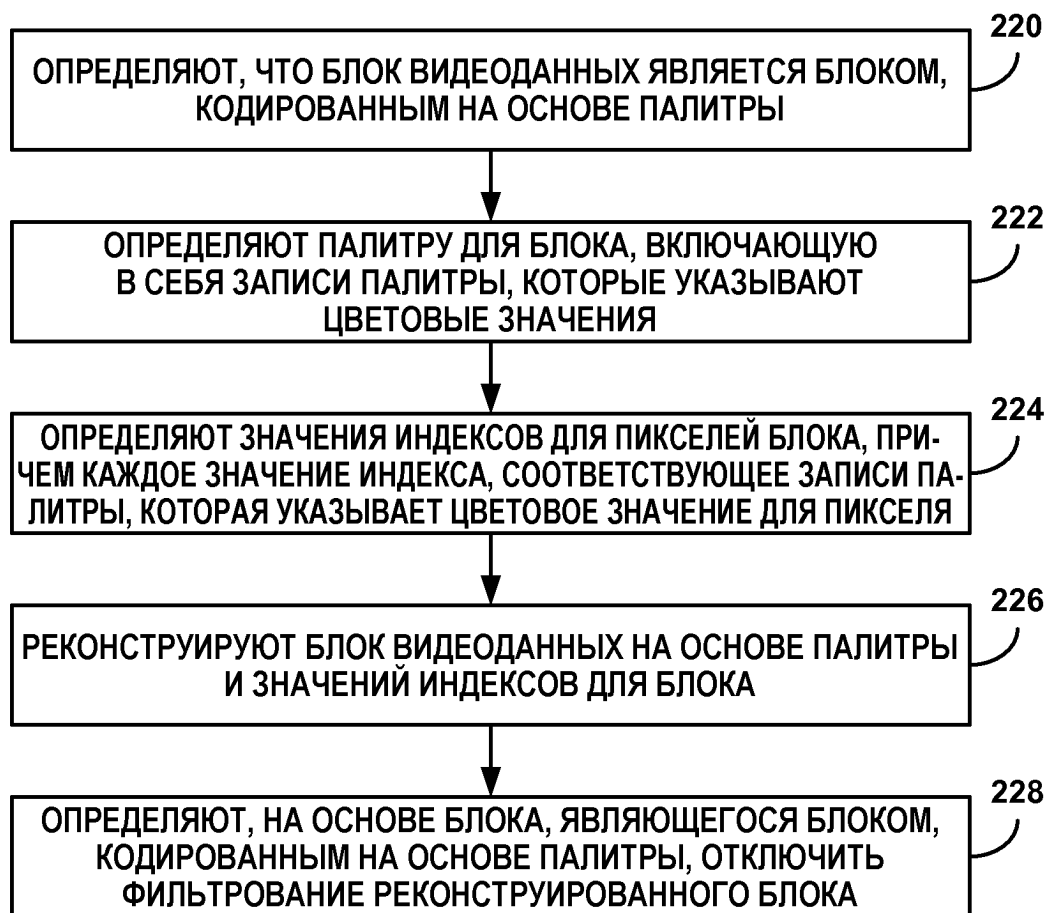 220
ОПРЕДЕЛЯЮТ, ЧТО БЛОК ВИДЕОДАННЫХ ЯВЛЯЕТСЯ БЛОКОМ,
КОДИРОВАННЫМ НА ОСНОВЕ ПАЛИТРЫ
222
ОПРЕДЕЛЯЮТ ПАЛИТРУ ДЛЯ БЛОКА, ВКЛЮЧАЮЩУЮ
В СЕБЯ ЗАПИСИ ПАЛИТРЫ, КОТОРЫЕ УКАЗЫВАЮТ
ЦВЕТОВЫЕ ЗНАЧЕНИЯ
224
ОПРЕДЕЛЯЮТ ЗНАЧЕНИЯ ИНДЕКСОВ ДЛЯ ПИКСЕЛЕЙ БЛОКА, ПРИ-
ЧЕМ КАЖДОЕ ЗНАЧЕНИЕ ИНДЕКСА, СООТВЕТСТВУЮЩЕЕ ЗАПИСИ ПА-
ЛИТРЫ, КОТОРАЯ УКАЗЫВАЕТ ЦВЕТОВОЕ ЗНАЧЕНИЕ ДЛЯ ПИКСЕЛЯ
226
РЕКОНСТРУИРУЮТ БЛОК ВИДЕОДАННЫХ НА ОСНОВЕ ПАЛИТРЫ
И ЗНАЧЕНИЙ ИНДЕКСОВ ДЛЯ БЛОКА
228
ОПРЕДЕЛЯЮТ, НА ОСНОВЕ БЛОКА, ЯВЛЯЮЩЕГОСЯ БЛОКОМ,
КОДИРОВАННЫМ НА ОСНОВЕ ПАЛИТРЫ, ОТКЛЮЧИТЬ
ФИЛЬТРОВАНИЕ РЕКОНСТРУИРОВАННОГО БЛОКА